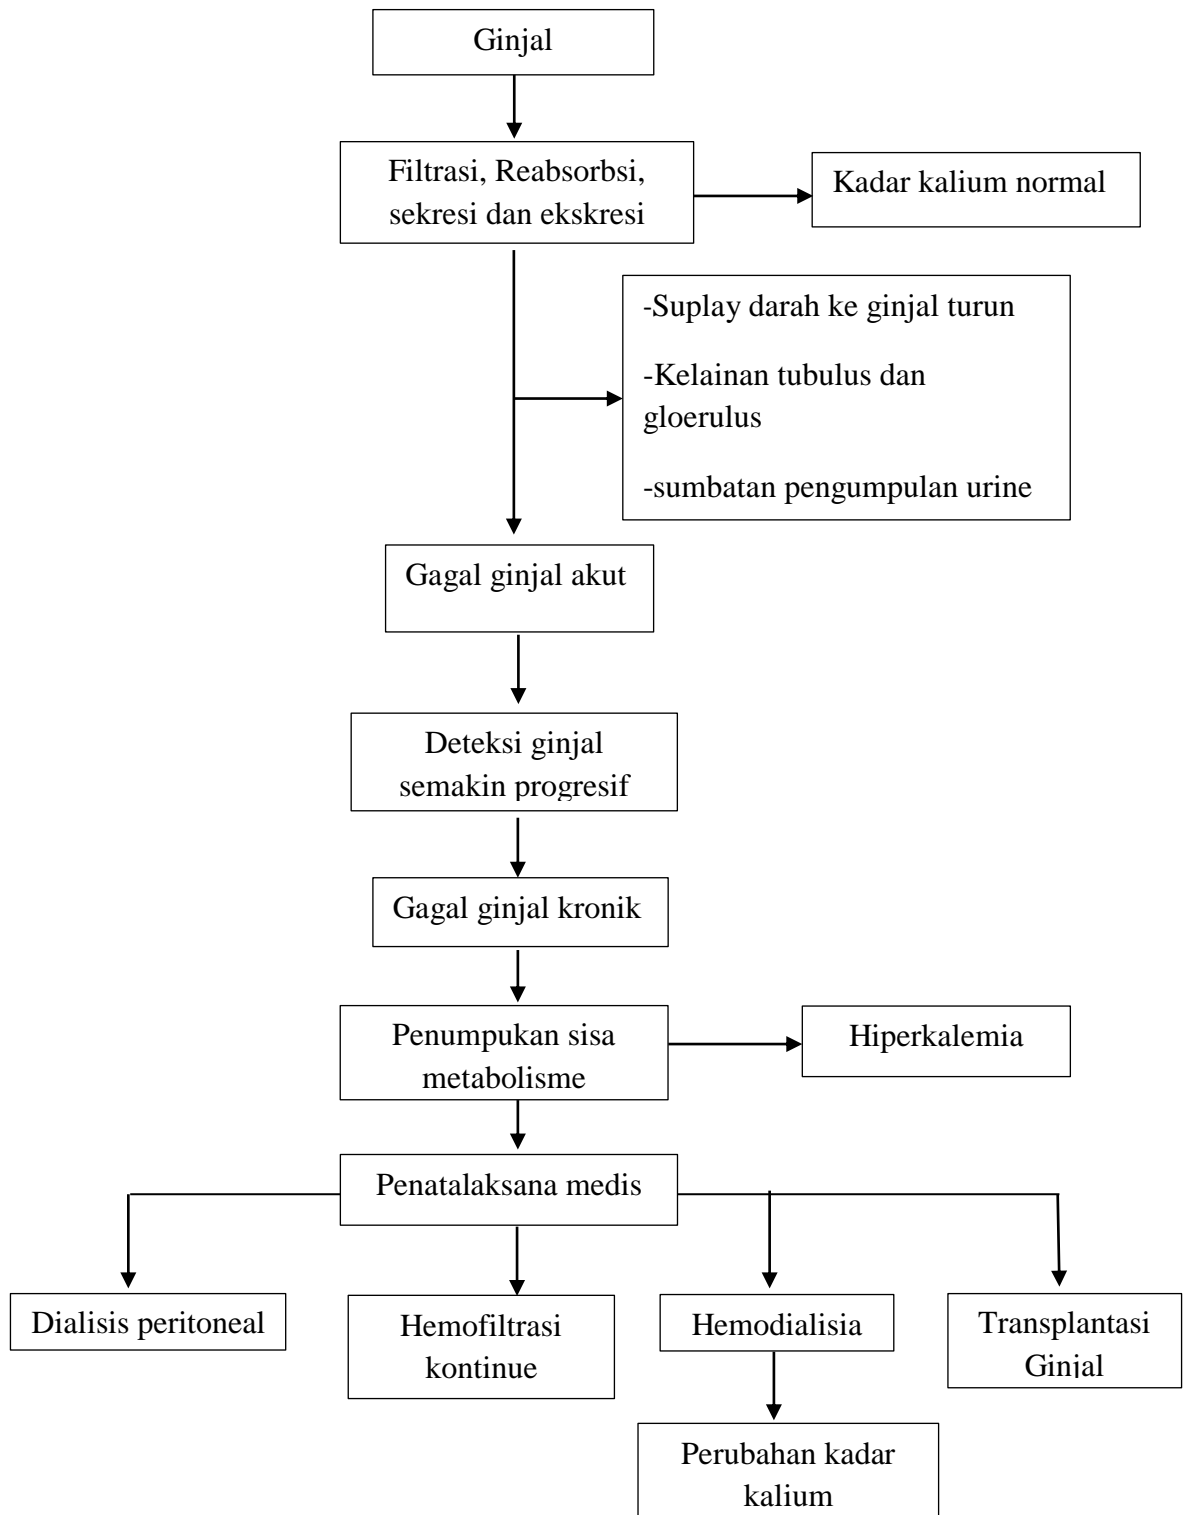 Ginjal
Filtrasi, Reabsorbsi,
sekresi dan ekskresi
Kadar kalium normal
-Suplay darah ke ginjal turun
-Kelainan tubulus dan
gloerulus
-sumbatan pengumpulan urine
Gagal ginjal akut
Deteksi ginjal
semakin progresif
Gagal ginjal kronik
Penumpukan sisa
metabolisme
Hiperkalemia
Penatalaksana medis
Dialisis peritoneal
Hemofiltrasi
kontinue
Hemodialisia
Transplantasi
Ginjal
Perubahan kadar
kalium